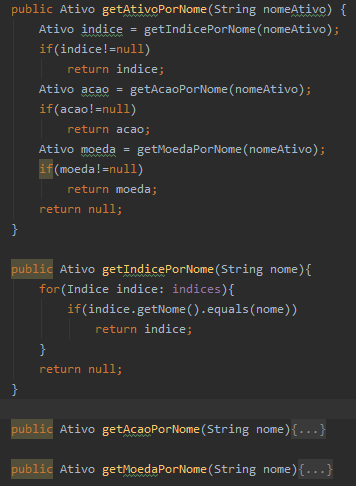 public Ativo getAtivoPorNome(String nomeAtivo) {
    Ativo indice = getIndicePorNome(nomeAtivo);
    if(indice!=null)
        return indice;
    Ativo acao = getAcaoPorNome(nomeAtivo);
    if(acao!=null)
        return acao;
    Ativo moeda = getMoedaPorNome(nomeAtivo);
    if(moeda!=null)
        return moeda;
    return null;
}

public Ativo getIndicePorNome(String nome){
    for(Indice indice: indices){
        if(indice.getNome().equals(nome))
            return indice;
    }
    return null;
}

public Ativo getAcaoPorNome(String nome){...}

public Ativo getMoedaPorNome(String nome){...}